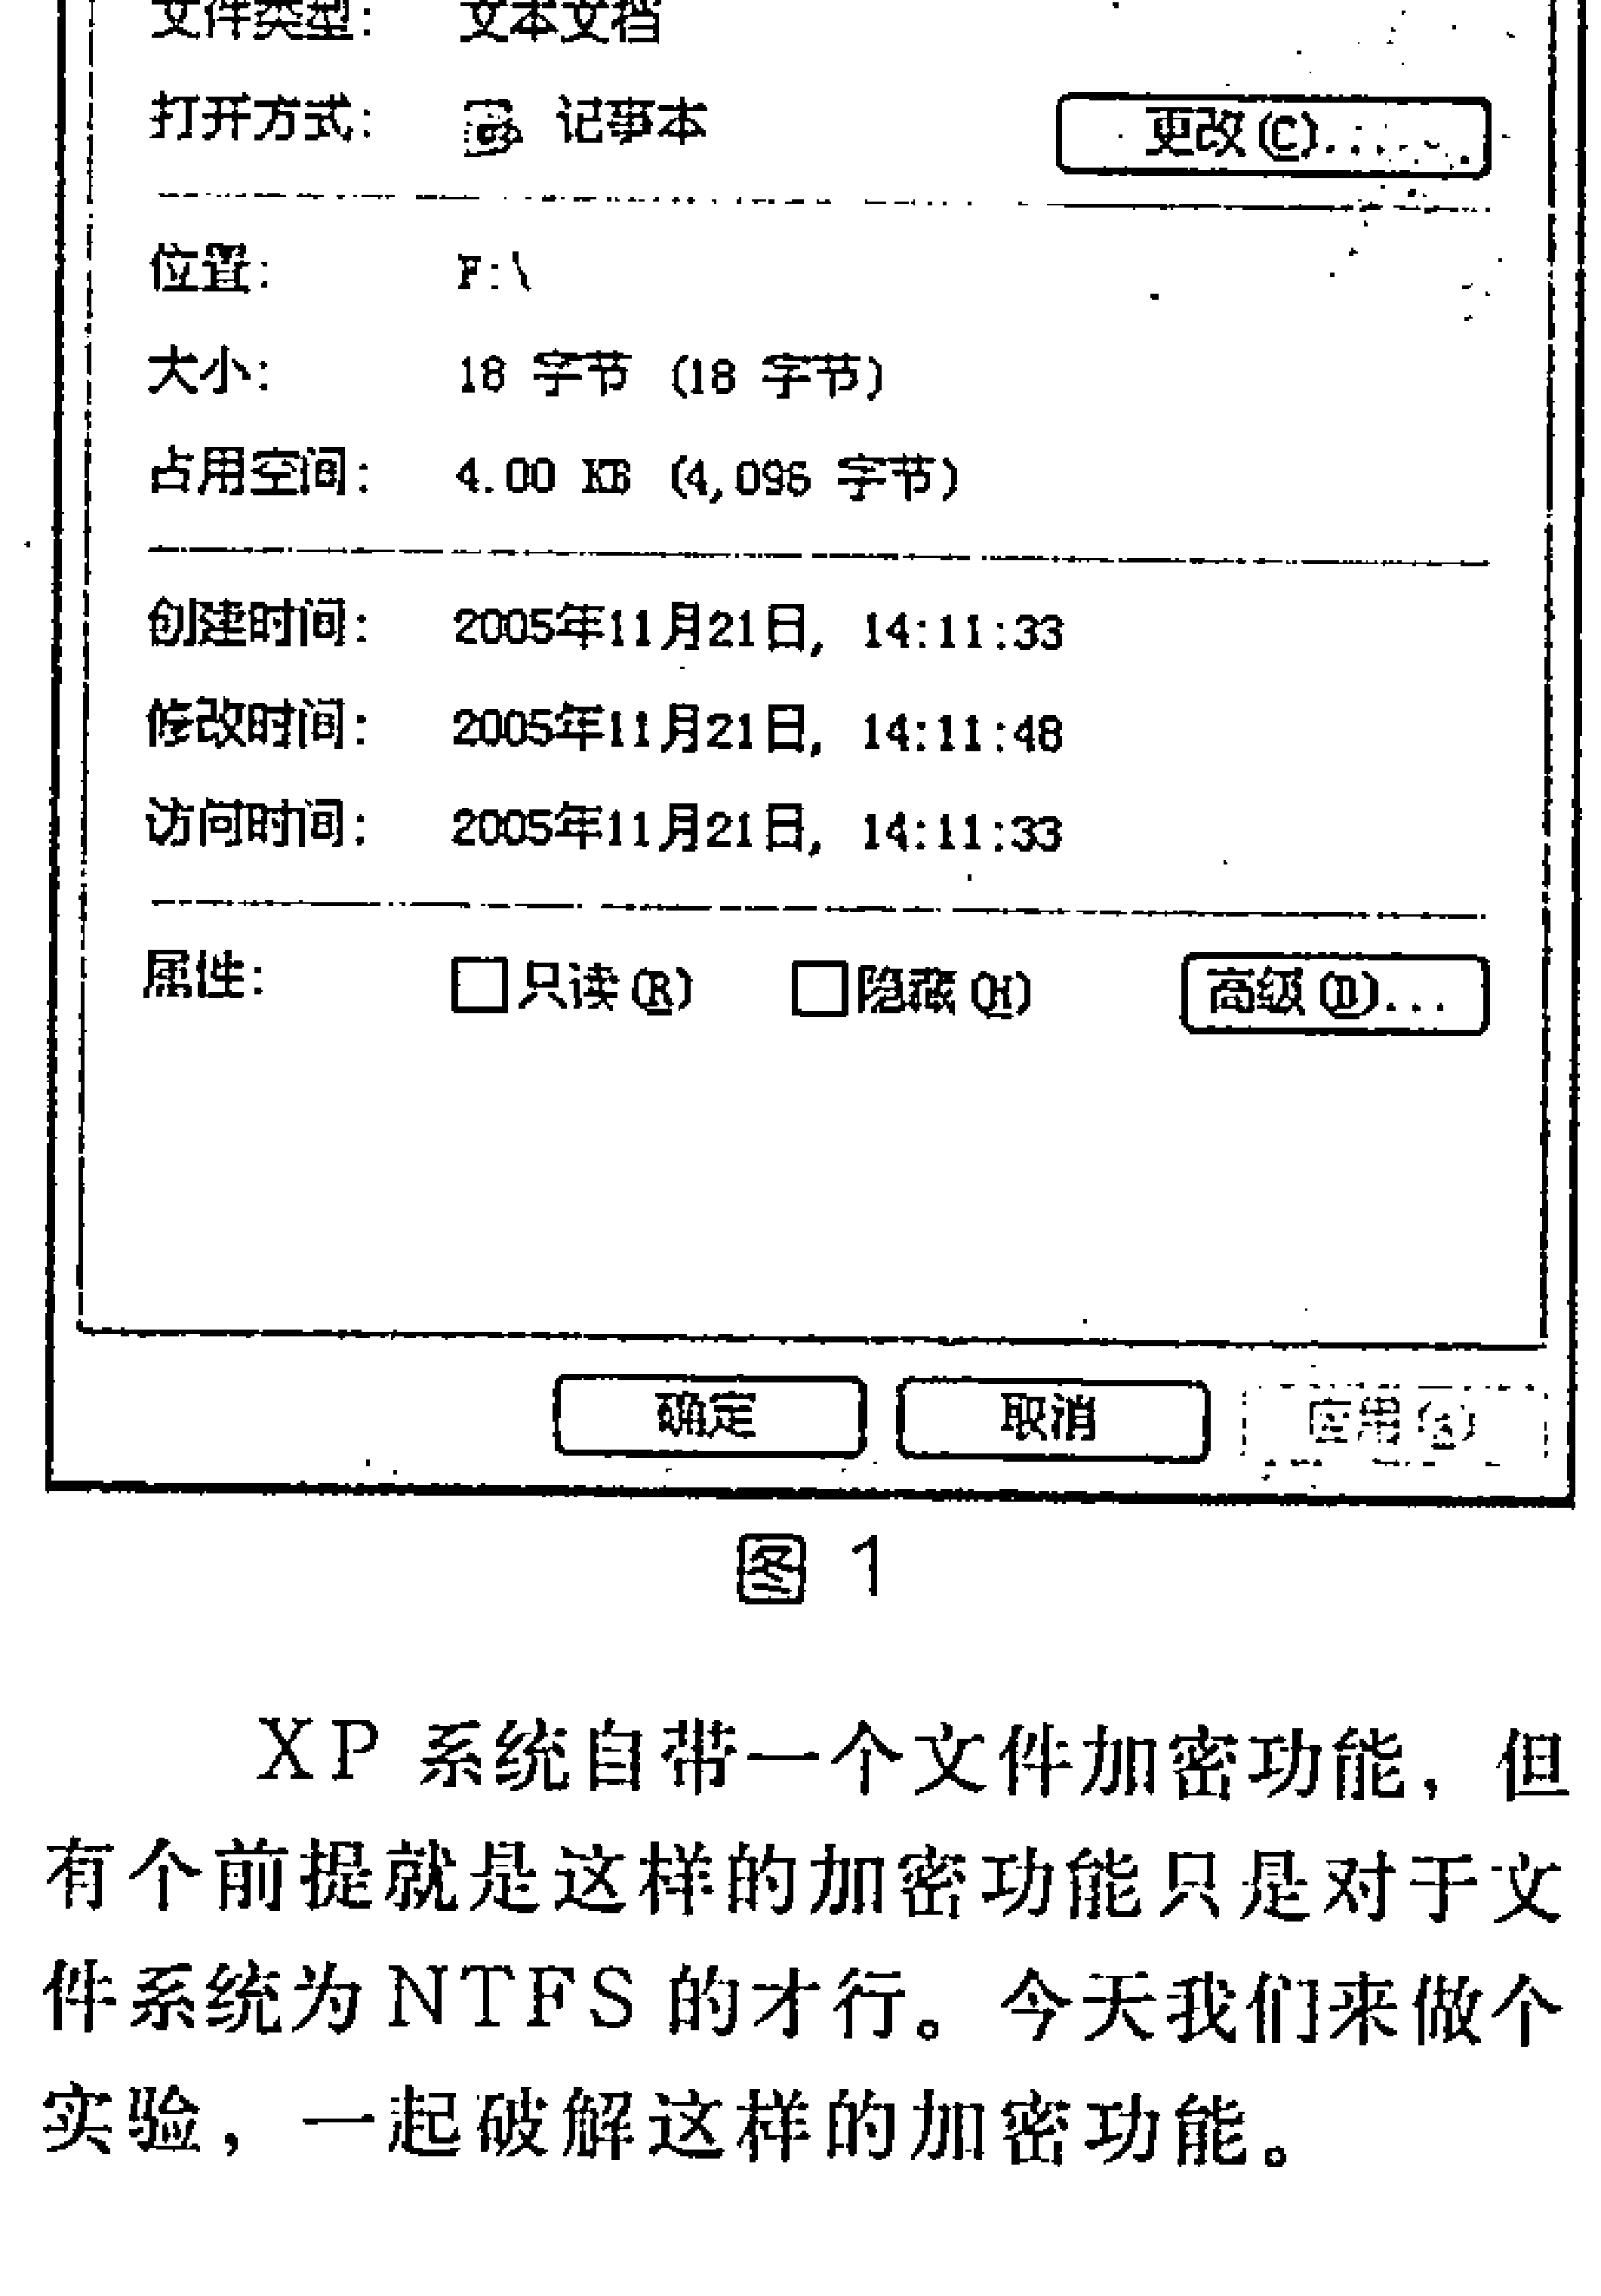 文件类型: 文本文档
打开方式: 记事本 更改(C)...
位置: F:\
大小: 18 字节 (18 字节)
占用空间: 4.00 KB (4,096 字节)
创建时间: 2005年11月21日, 14:11:33
修改时间: 2005年11月21日, 14:11:48
访问时间: 2005年11月21日, 14:11:33
属性: 只读(R) 隐藏(H) 高级(D)...
确定 取消 应用(A)
图 1
XP 系统自带一个文件加密功能，但
有个前提就是这样的加密功能只是对于文
件系统为NTFS 的才行。今天我们来做个
实验，一起破解这样的加密功能。